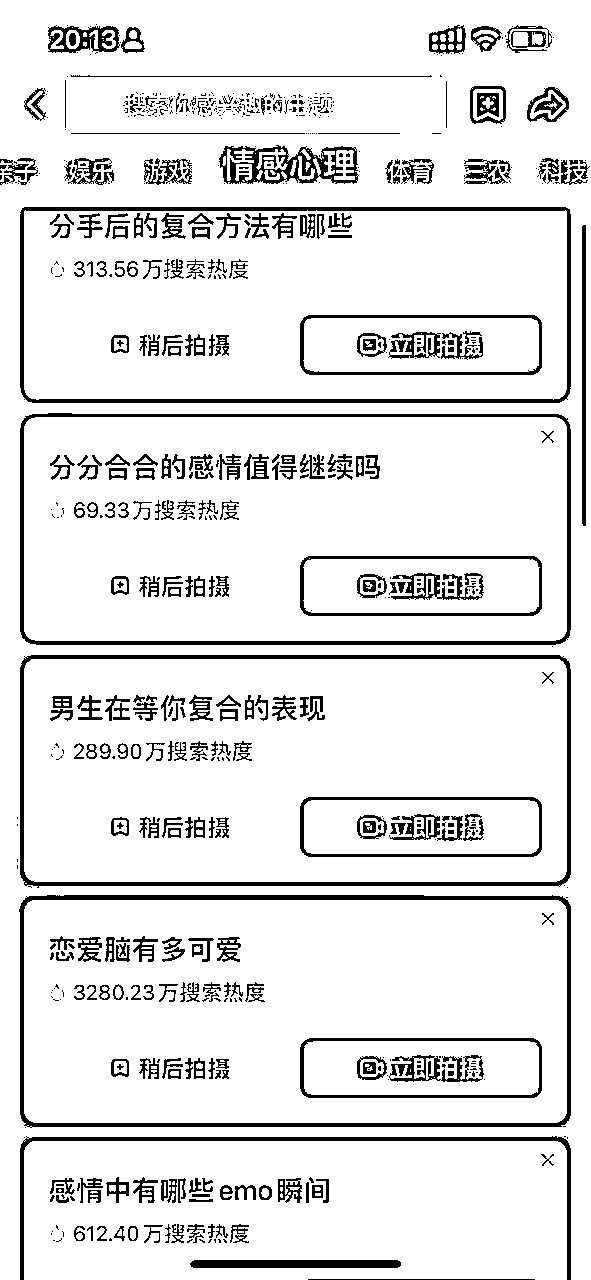 20:13
搜索你感兴趣的主题
亲子 娱乐 游戏 情感心理 体育 三农 科技
分手后的复合方法有哪些
313.56万搜索热度
稍后拍摄 立即拍摄
分分合合的感情值得继续吗
69.33万搜索热度
稍后拍摄 立即拍摄
男生在等你复合的表现
289.90万搜索热度
稍后拍摄 立即拍摄
恋爱脑有多可爱
3280.23万搜索热度
稍后拍摄 立即拍摄
感情中有哪些emo瞬间
612.40万搜索热度